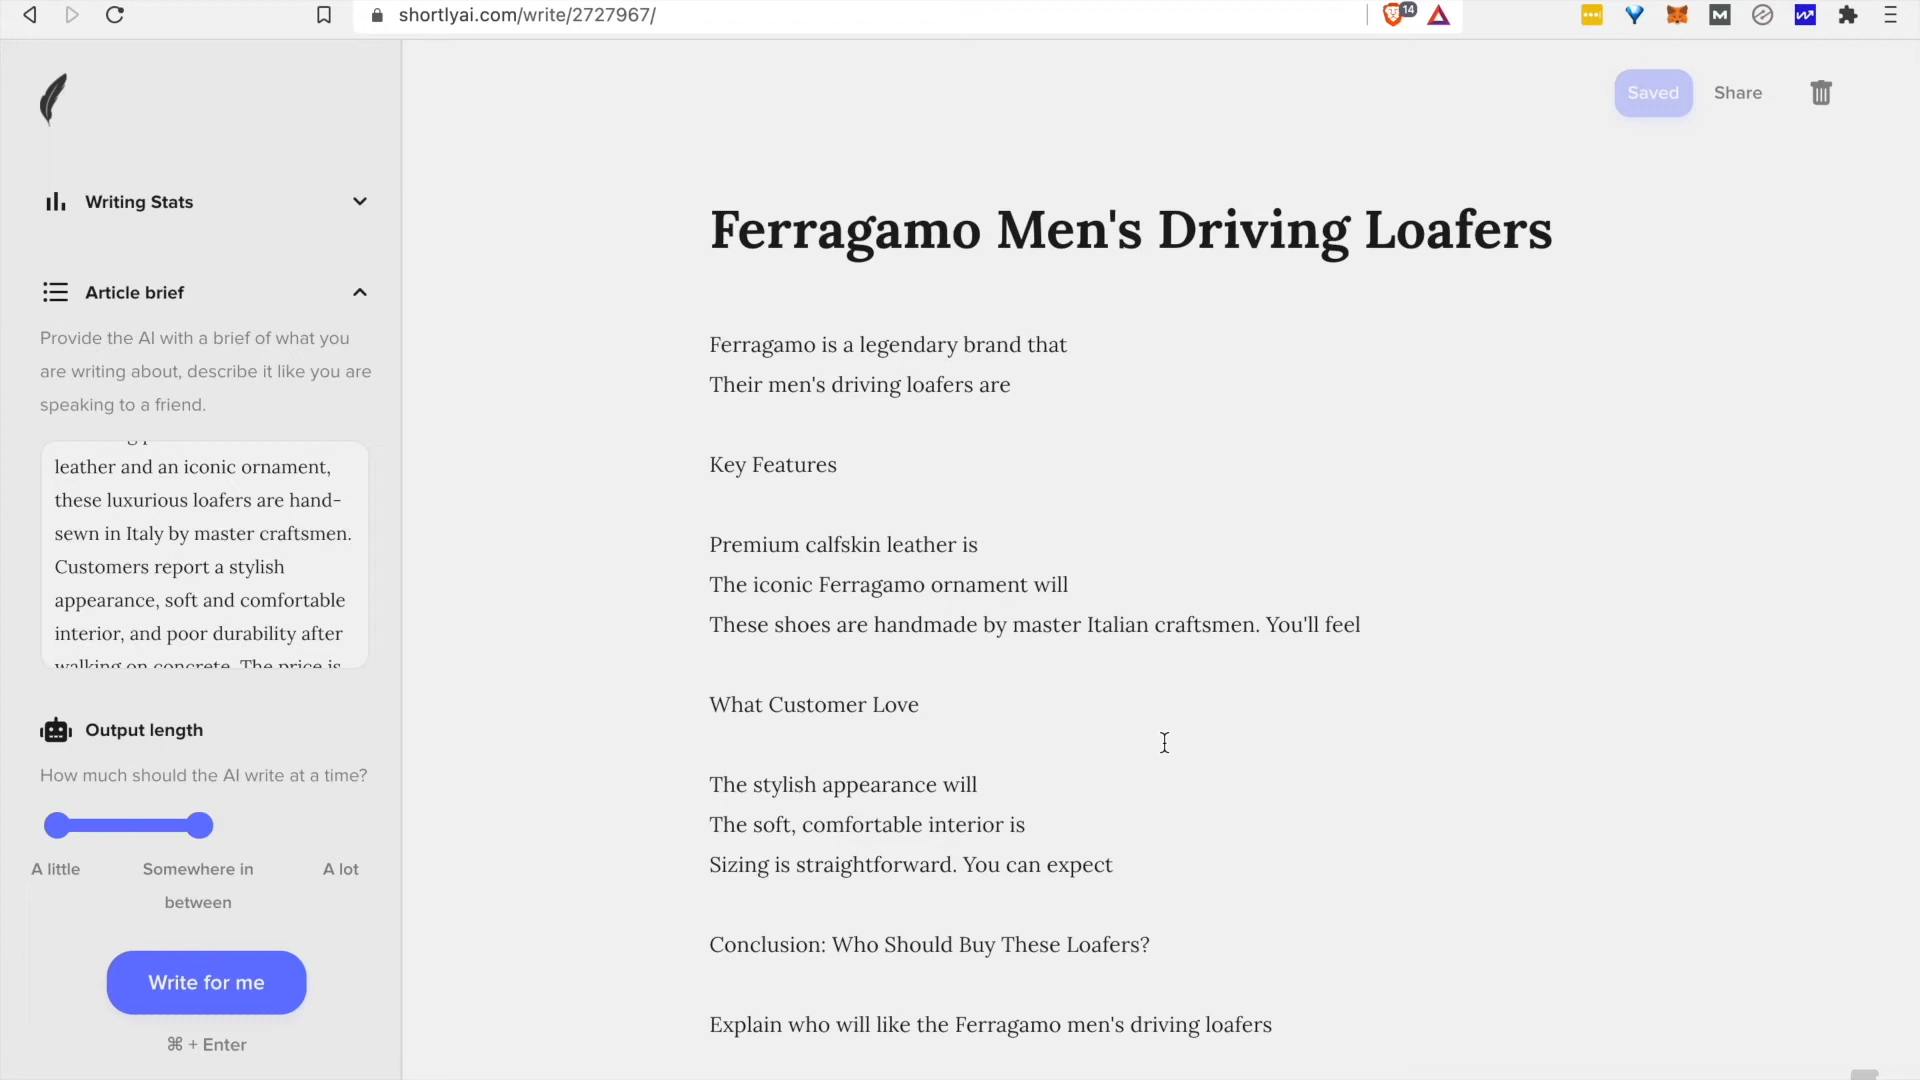 shortlyai.com/write/2727967/
14
Saved
Share
Writing Stats
Article brief
Provide the AI with a brief of what you
are writing about, describe it like you are
speaking to a friend.
leather and an iconic ornament,
these luxurious loafers are hand-
sewn in Italy by master craftsmen.
Customers report a stylish
appearance, soft and comfortable
interior, and poor durability after
walking on concrete. The price is
Output length
How much should the AI write at a time?
A little
Somewhere in
between
A lot
Write for me
⌘ + Enter
Ferragamo Men's Driving Loafers
Ferragamo is a legendary brand that
Their men's driving loafers are
Key Features
Premium calfskin leather is
The iconic Ferragamo ornament will
These shoes are handmade by master Italian craftsmen. You'll feel
What Customer Love
The stylish appearance will
The soft, comfortable interior is
Sizing is straightforward. You can expect
Conclusion: Who Should Buy These Loafers?
Explain who will like the Ferragamo men's driving loafers